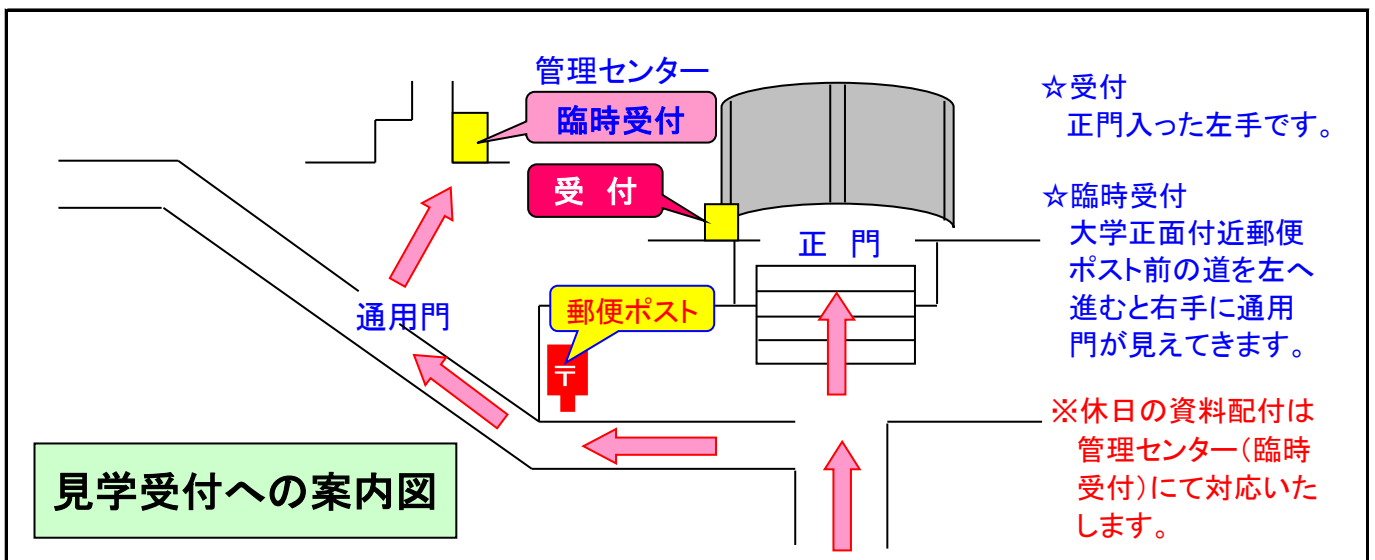 管理センター
臨時受付
受 付
正 門
通用門
郵便ポスト
〒
見学受付への案内図
☆受付
正門入った左手です。
☆臨時受付
大学正面付近郵便
ポスト前の道を左へ
進むと右手に通用
門が見えてきます。
※休日の資料配付は
管理センター(臨時
受付)にて対応いた
します。